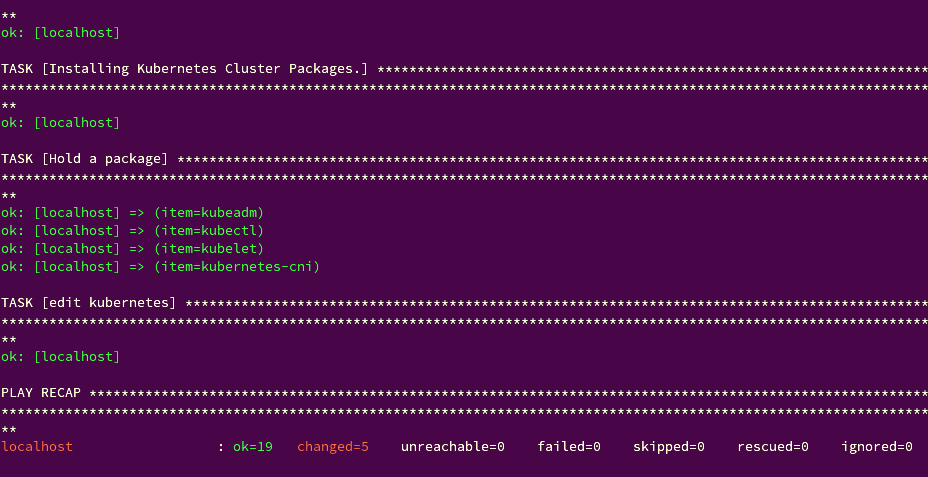 **
ok: [localhost]
TASK [Installing Kubernetes Cluster Packages.] *********************************************************************
********************************************************************************************************************
**
ok: [localhost]
TASK [Hold a package] **********************************************************************************************
********************************************************************************************************************
**
ok: [localhost] => (item=kubeadm)
ok: [localhost] => (item=kubectl)
ok: [localhost] => (item=kubelet)
ok: [localhost] => (item=kubernetes-cni)
TASK [edit kubernetes] *********************************************************************************************
********************************************************************************************************************
**
ok: [localhost]
PLAY RECAP *********************************************************************************************************
********************************************************************************************************************
**
localhost                  : ok=19   changed=5    unreachable=0    failed=0    skipped=0    rescued=0    ignored=0